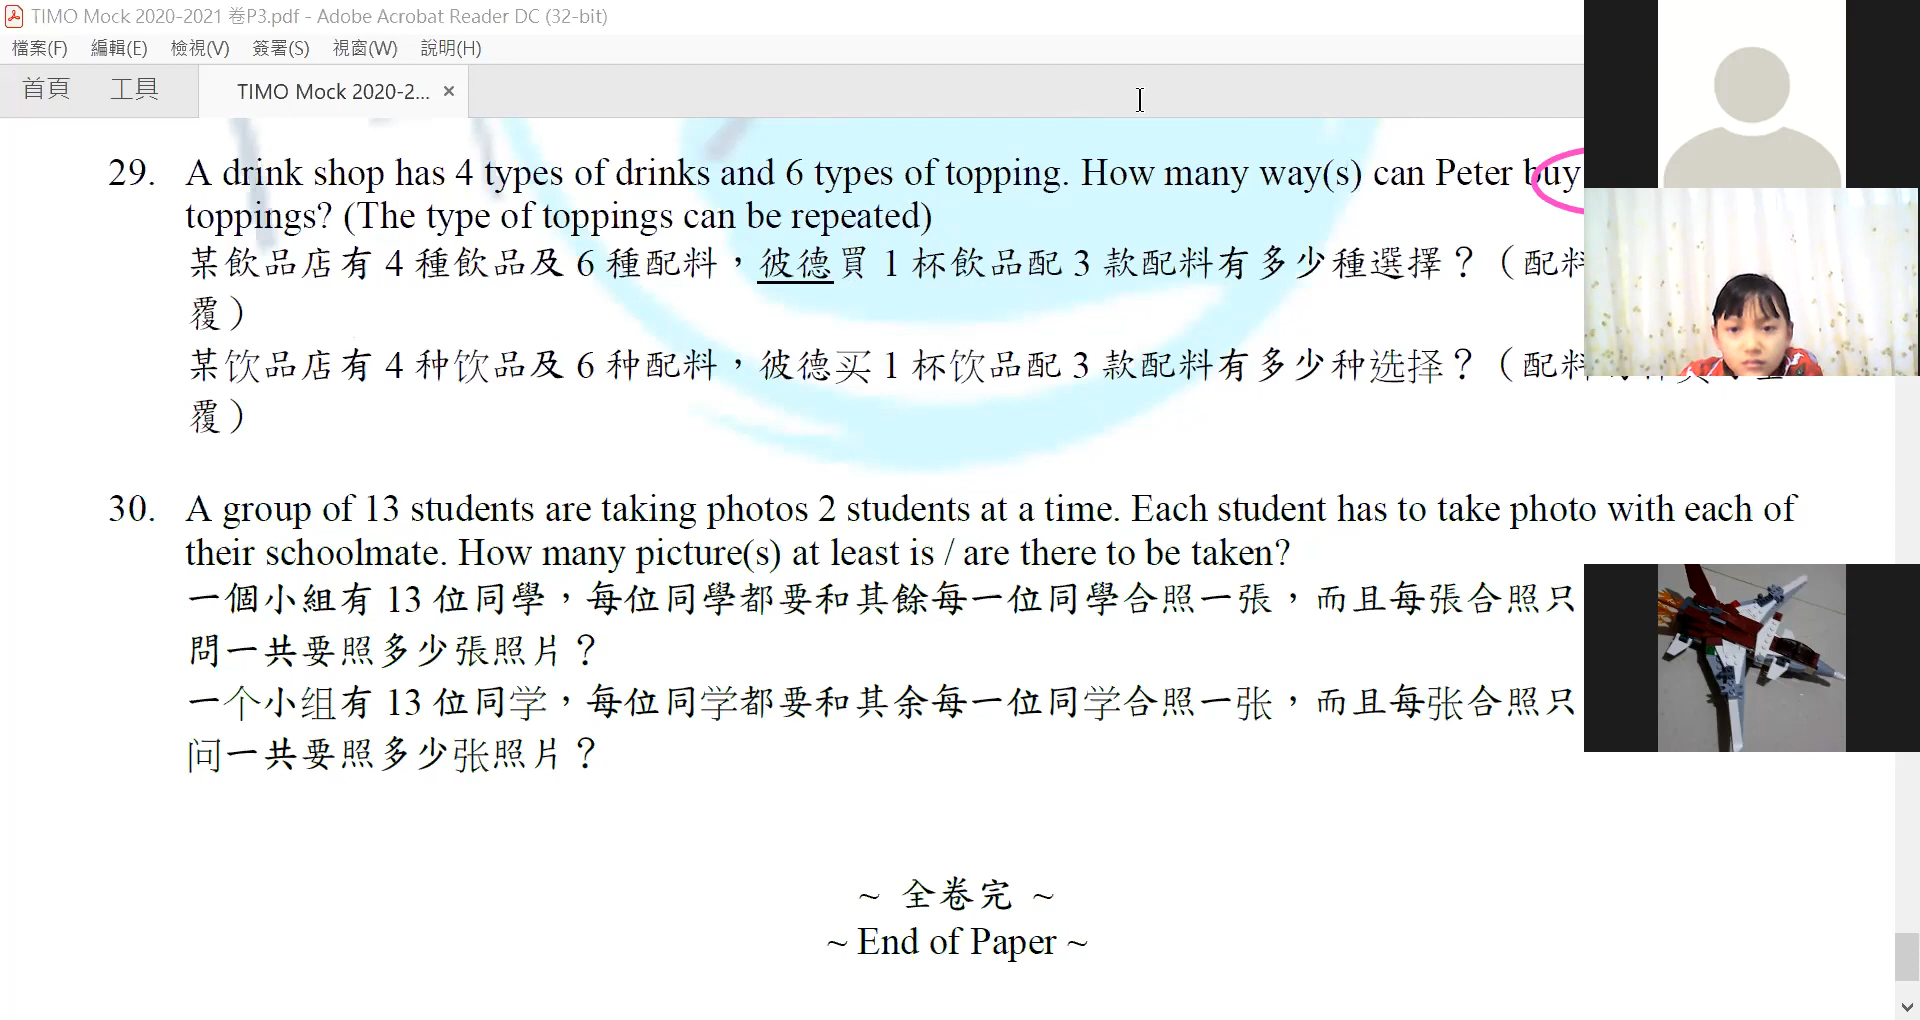 TIMO Mock 2020-2021 卷P3.pdf - Adobe Acrobat Reader DC (32-bit)
檔案(F) 編輯(E) 檢視(V) 簽署(S) 視窗(W) 說明(H)
首頁 工具 TIMO Mock 2020-2... ×
29. A drink shop has 4 types of drinks and 6 types of topping. How many way(s) can Peter buy
toppings? (The type of toppings can be repeated)
某飲品店有 4 種飲品及 6 種配料，彼德買 1 杯飲品配 3 款配料有多少種選擇？（配料
覆）
某饮品店有 4 种饮品及 6 种配料，彼德买 1 杯饮品配 3 款配料有多少种选择？（配料
覆）
30. A group of 13 students are taking photos 2 students at a time. Each student has to take photo with each of
their schoolmate. How many picture(s) at least is / are there to be taken?
一個小組有 13 位同學，每位同學都要和其餘每一位同學合照一張，而且每張合照只
問一共要照多少張照片？
一个小组有 13 位同学，每位同学都要和其余每一位同学合照一张，而且每张合照只
问一共要照多少张照片？
~ 全卷完 ~
~ End of Paper ~